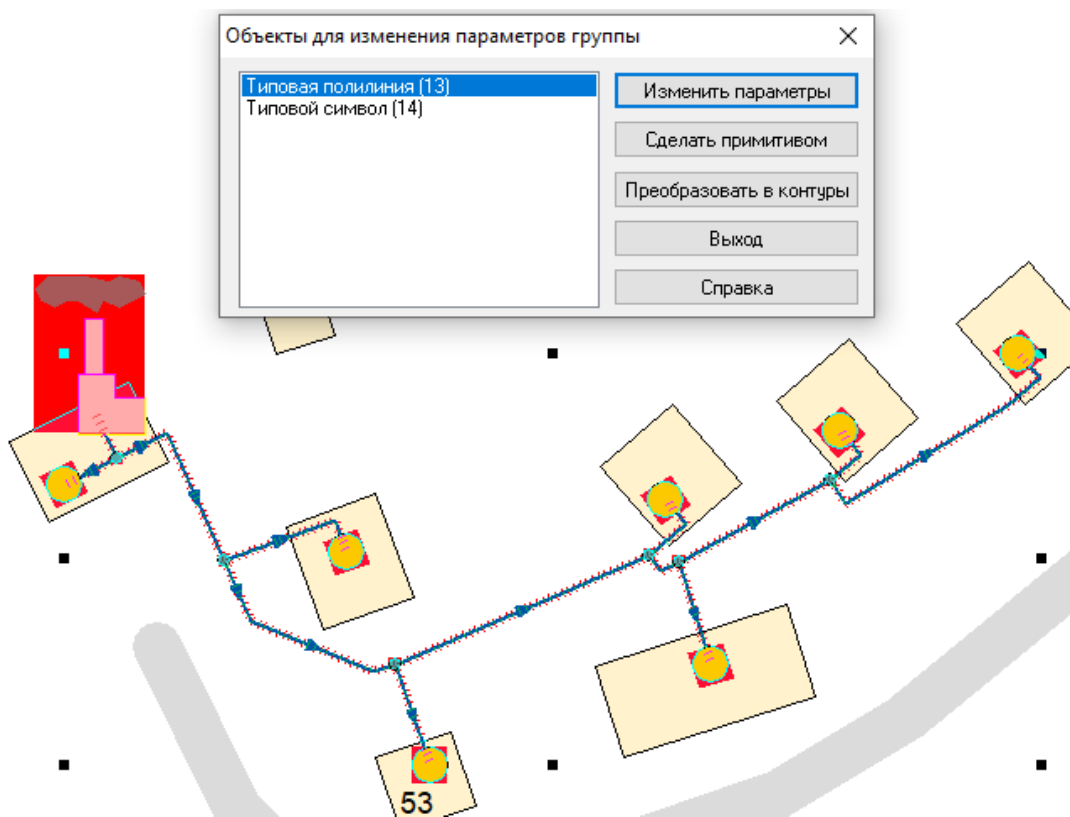 Объекты для изменения параметров группы
Типовая полилиния (13)
Типовой символ (14)
Изменить параметры
Сделать примитивом
Преобразовать в контуры
Выход
Справка
53